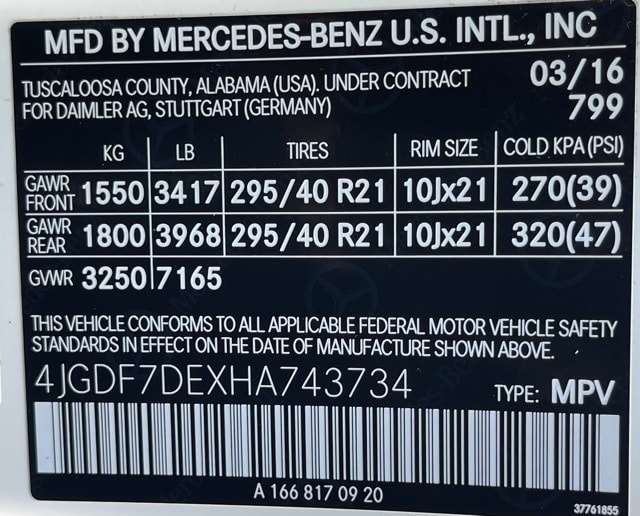 MFD BY MERCEDES-BENZ U.S. INTL., INC
TUSCALOOSA COUNTY, ALABAMA (USA). UNDER CONTRACT 03/16
FOR DAIMLER AG, STUTTGART (GERMANY) 799
KG LB TIRES RIM SIZE COLD KPA (PSI)
GAWR FRONT 1550 3417 295/40 R21 10Jx21 270(39)
GAWR REAR 1800 3968 295/40 R21 10Jx21 320(47)
GVWR 3250 7165
THIS VEHICLE CONFORMS TO ALL APPLICABLE FEDERAL MOTOR VEHICLE SAFETY
STANDARDS IN EFFECT ON THE DATE OF MANUFACTURE SHOWN ABOVE.
4JGDF7DEXHA743734 TYPE: MPV
A 166 817 09 20
37761855